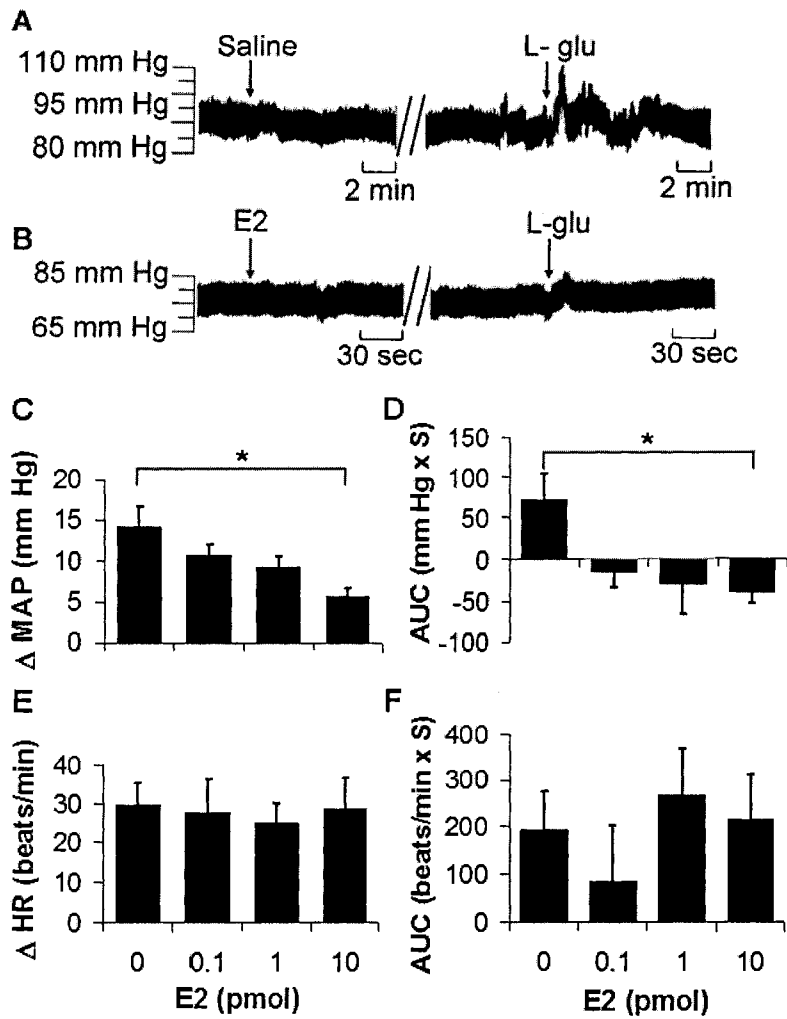 A
Saline
L- glu
110 mm Hg
95 mm Hg
80 mm Hg
2 min
2 min
B
E2
L-glu
85 mm Hg
65 mm Hg
30 sec
30 sec
C
Δ MAP (mm Hg)
20
15
10
5
0
*
D
AUC (mm Hg x S)
150
100
50
0
-50
-100
*
E
Δ HR (beats/min)
40
30
20
10
0
0
0.1
1
10
E2 (pmol)
F
AUC (beats/min x S)
400
300
200
100
0
0
0.1
1
10
E2 (pmol)